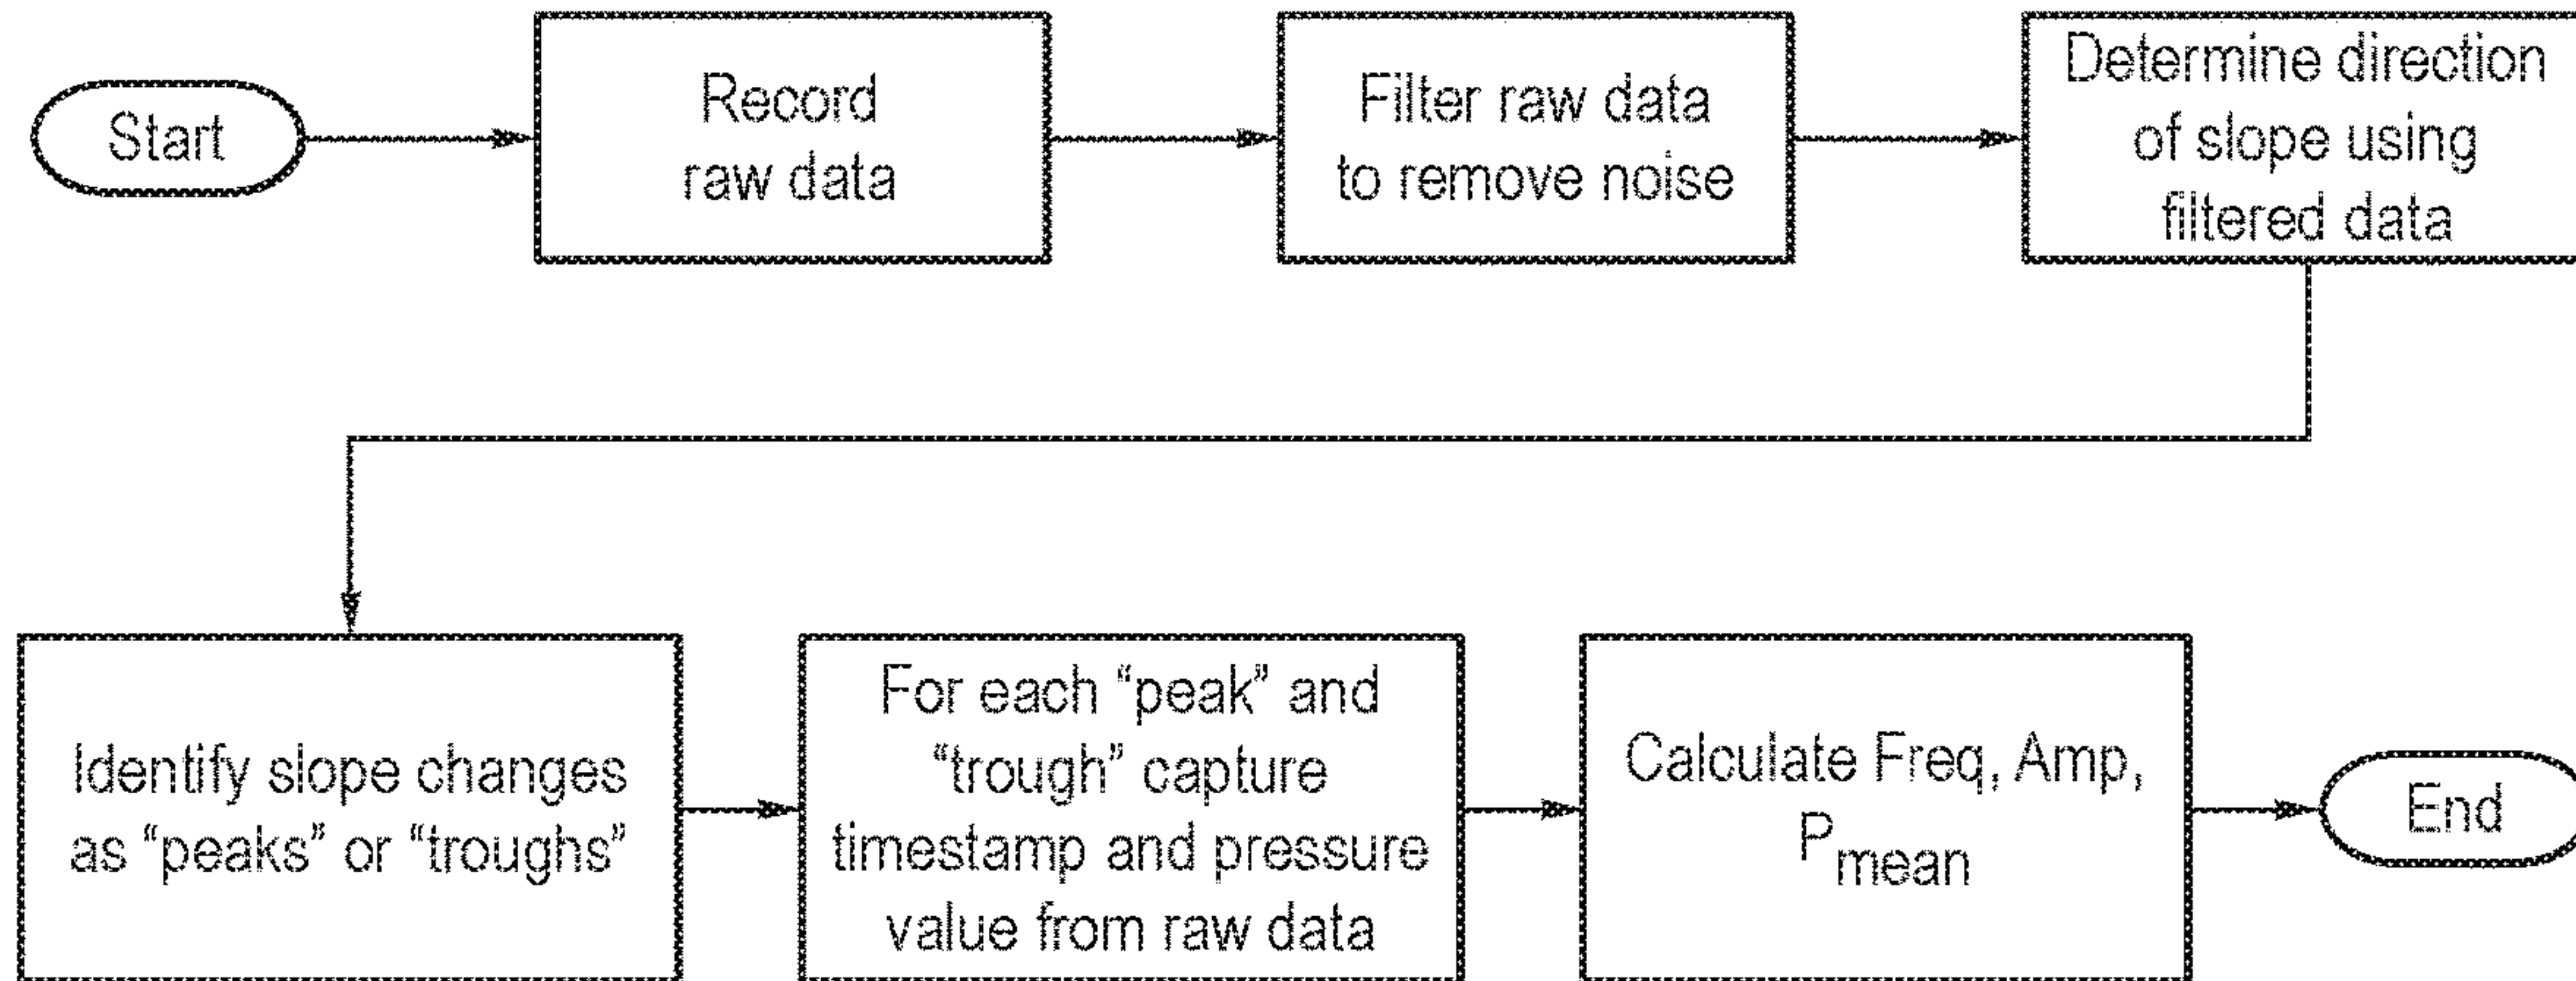 Start
Record
raw data
Filter raw data
to remove noise
Determine direction
of slope using
filtered data
Identify slope changes
as “peaks” or “troughs”
For each “peak” and
“trough” capture
timestamp and pressure
value from raw data
Calculate Freq, Amp,
Pmean
End